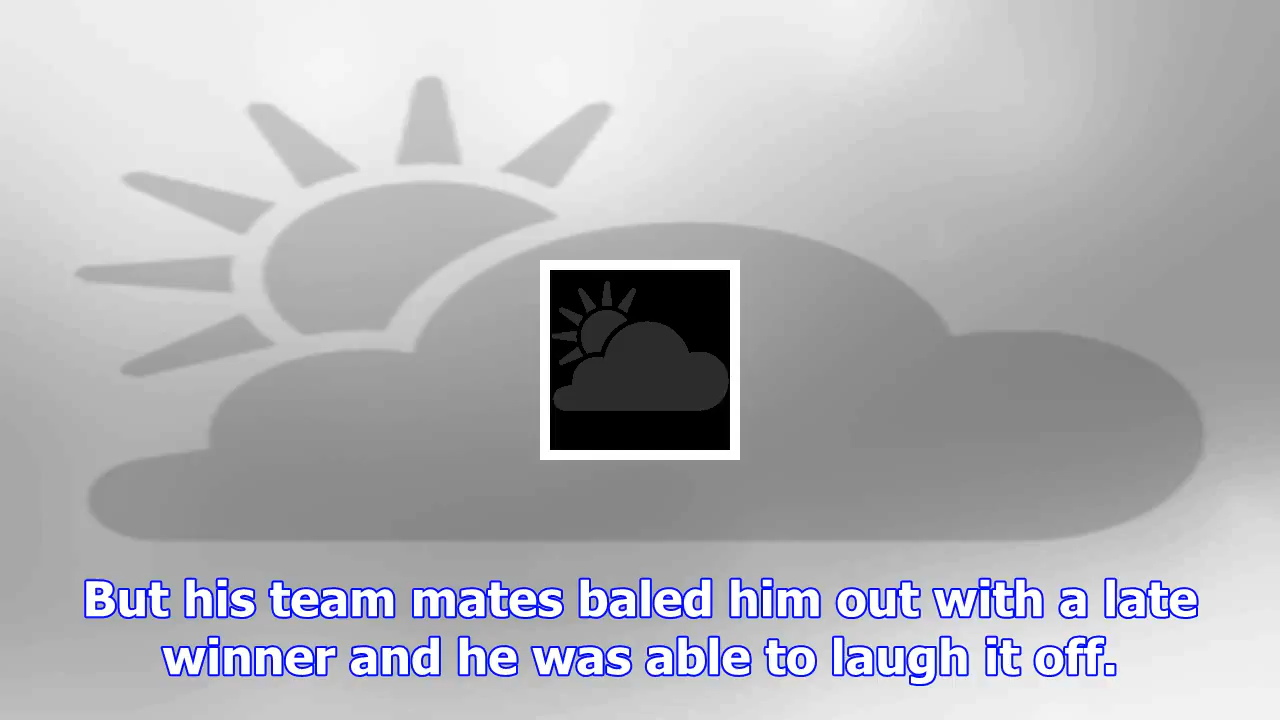 But his team mates baled him out with a late
winner and he was able to laugh it off.